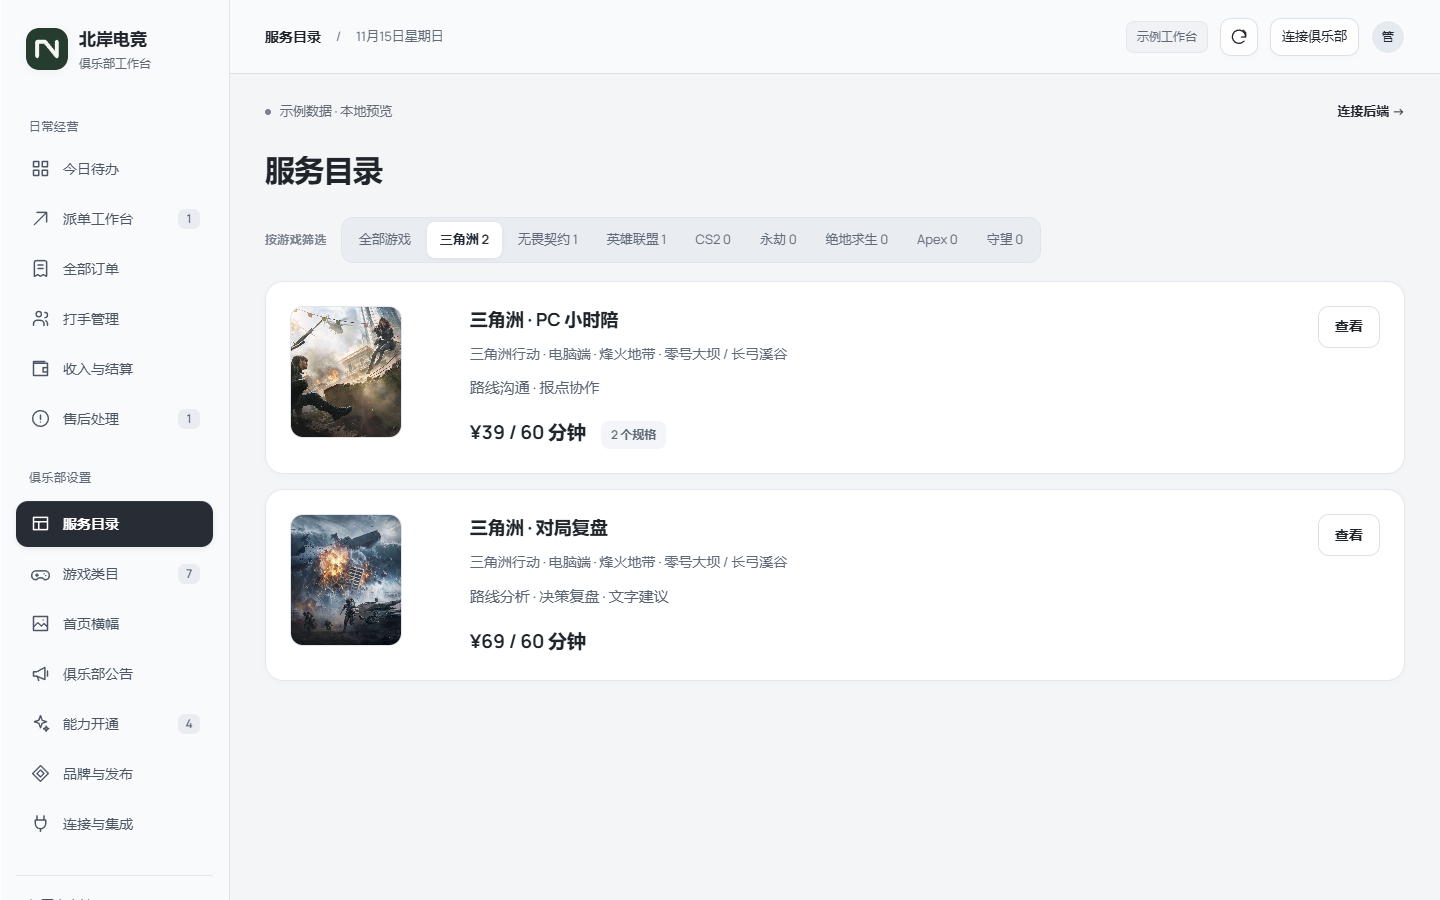 北岸电竞
俱乐部工作台
日常经营
今日待办
派单工作台 1
全部订单
打手管理
收入与结算
售后处理 1
俱乐部设置
服务目录
游戏类目 7
首页横幅
俱乐部公告
能力开通 4
品牌与发布
连接与集成
服务目录 / 11月15日星期日
示例工作台
连接俱乐部
管
示例数据 · 本地预览
连接后端 →
服务目录
按游戏筛选 全部游戏 三角洲 2 无畏契约 1 英雄联盟 1 CS2 0 永劫 0 绝地求生 0 Apex 0 守望 0
三角洲 · PC 小时陪
三角洲行动 · 电脑端 · 烽火地带 · 零号大坝 / 长弓溪谷
路线沟通 · 报点协作
¥39 / 60 分钟 2 个规格
查看
三角洲 · 对局复盘
三角洲行动 · 电脑端 · 烽火地带 · 零号大坝 / 长弓溪谷
路线分析 · 决策复盘 · 文字建议
¥69 / 60 分钟
查看